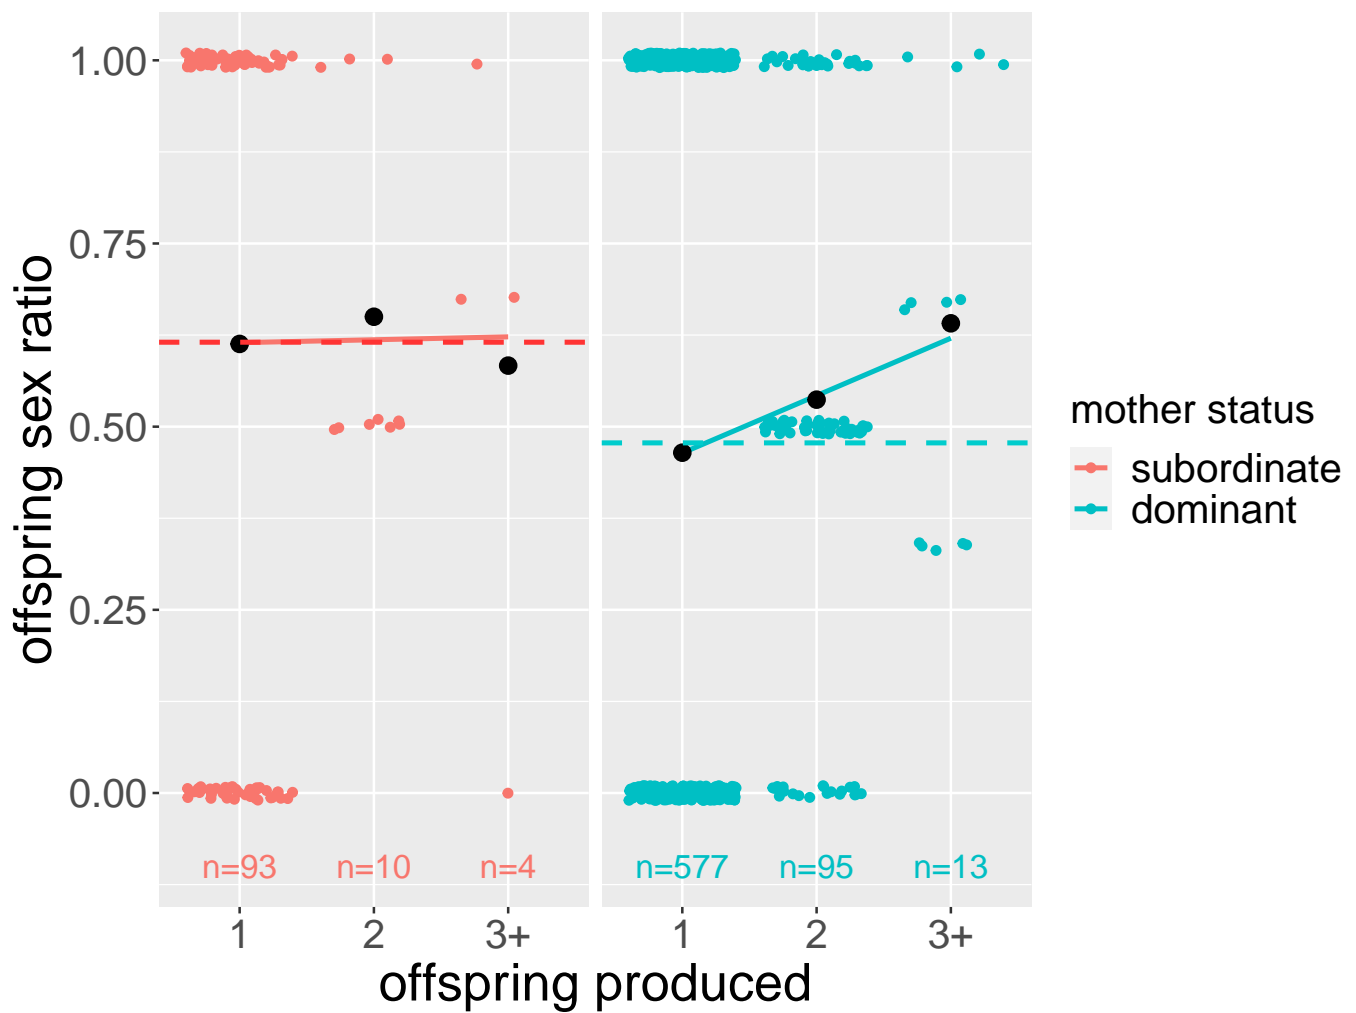 offspring sex ratio
1.00
0.75
0.50
0.25
0.00
n=93 n=10 n=4
n=577 n=95 n=13
1 2 3+
1 2 3+
offspring produced
mother status
subordinate
dominant